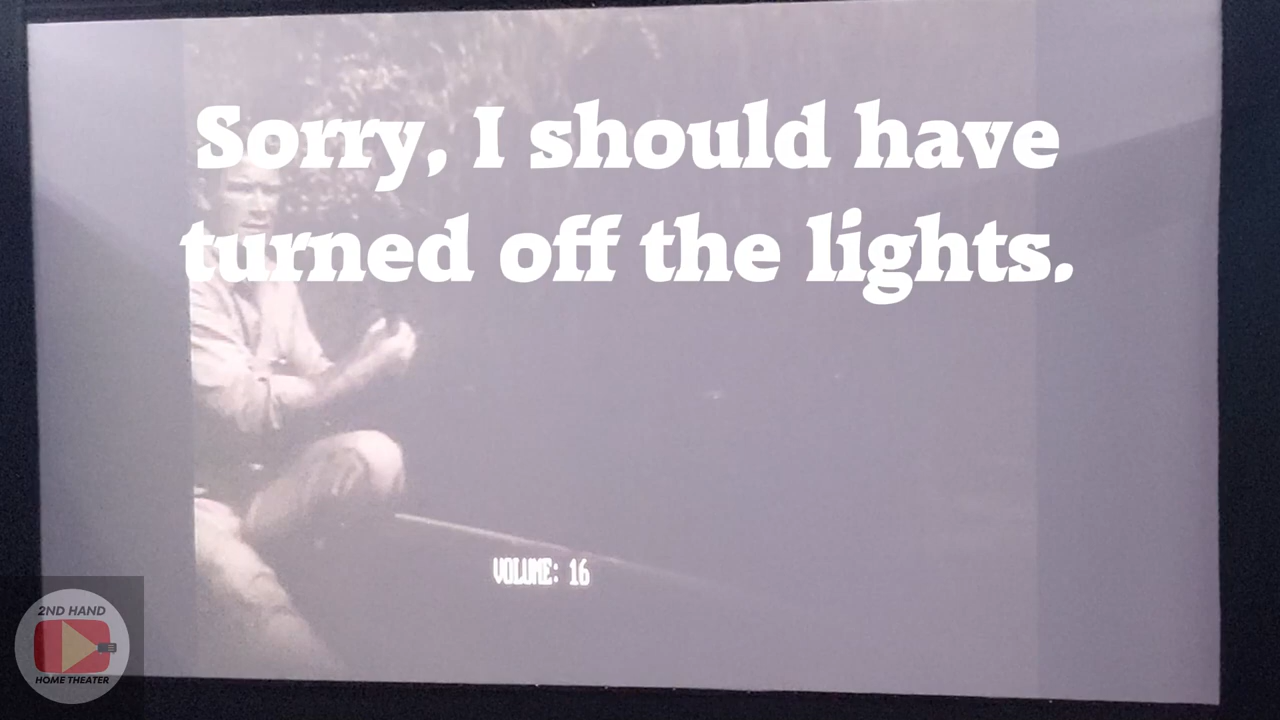 Sorry, I should have
turned off the lights.
VOLUME: 16
2ND HAND
HOME THEATER